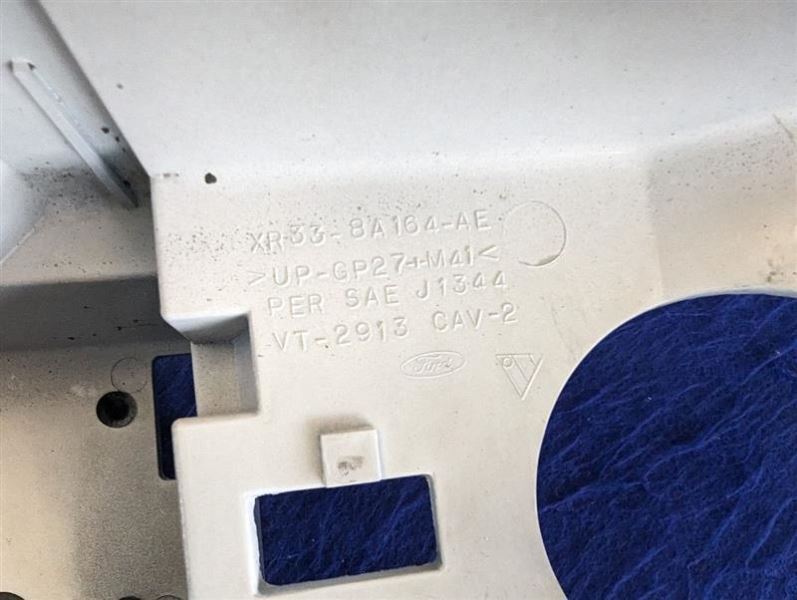 XR33-8A164-AE
>UP-GP27+M41<
PER SAE J1344
VT-2913 CAV-2
Ford